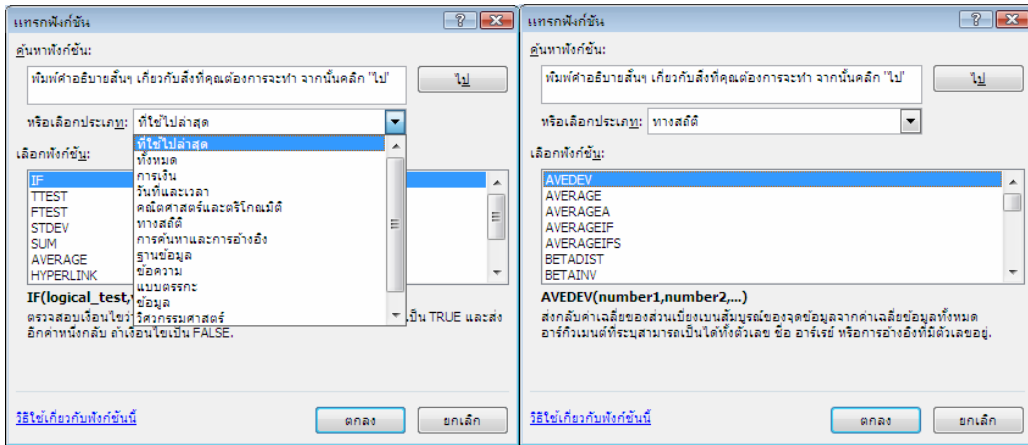 แทรกฟังก์ชัน
ค้นหาฟังก์ชัน:
พิมพ์คำอธิบายสั้นๆ เกี่ยวกับสิ่งที่คุณต้องการจะทำ จากนั้นคลิก "ไป"
ไป
หรือเลือกประเภท: ที่ใช้ไปล่าสุด
ที่ใช้ไปล่าสุด
ทั้งหมด
การเงิน
วันที่และเวลา
คณิตศาสตร์และตรีโกณมิติ
ทางสถิติ
การค้นหาและการอ้างอิง
ฐานข้อมูล
ข้อความ
แบบตรรกะ
ข้อมูล
วิศวกรรมศาสตร์
เลือกฟังก์ชัน:
IF
TTEST
FTEST
STDEV
SUM
AVERAGE
HYPERLINK
IF(logical_test,
ตรวจสอบเงื่อนไขว่ เป็น TRUE และส่ง
อีกค่าหนึ่งกลับ ถ้าเงื่อนไขเป็น FALSE.
วิธีใช้เกี่ยวกับฟังก์ชันนี้
ตกลง
ยกเลิก
แทรกฟังก์ชัน
ค้นหาฟังก์ชัน:
พิมพ์คำอธิบายสั้นๆ เกี่ยวกับสิ่งที่คุณต้องการจะทำ จากนั้นคลิก "ไป"
ไป
หรือเลือกประเภท: ทางสถิติ
เลือกฟังก์ชัน:
AVEDEV
AVERAGE
AVERAGEA
AVERAGEIF
AVERAGEIFS
BETADIST
BETAINV
AVEDEV(number1,number2,...)
ส่งกลับค่าเฉลี่ยของส่วนเบี่ยงเบนสัมบูรณ์ของจุดข้อมูลจากค่าเฉลี่ยข้อมูลทั้งหมด
อาร์กิวเมนต์ที่ระบุสามารถเป็นได้ทั้งตัวเลข ชื่อ อาร์เรย์ หรือการอ้างอิงที่มีตัวเลขอยู่.
วิธีใช้เกี่ยวกับฟังก์ชันนี้
ตกลง
ยกเลิก